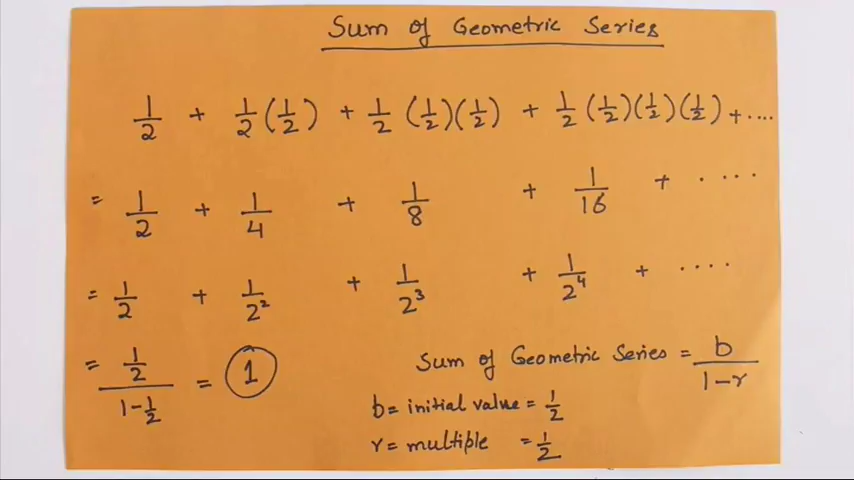 Sum of Geometric Series
1/2 + 1/2 (1/2) + 1/2 (1/2)(1/2) + 1/2 (1/2)(1/2)(1/2) + ....
= 1/2 + 1/4 + 1/8 + 1/16 + ....
= 1/2 + 1/2² + 1/2³ + 1/2⁴ + ....
= (1/2)/(1-1/2) = 1
Sum of Geometric Series = b/(1-r)
b = initial value = 1/2
r = multiple = 1/2